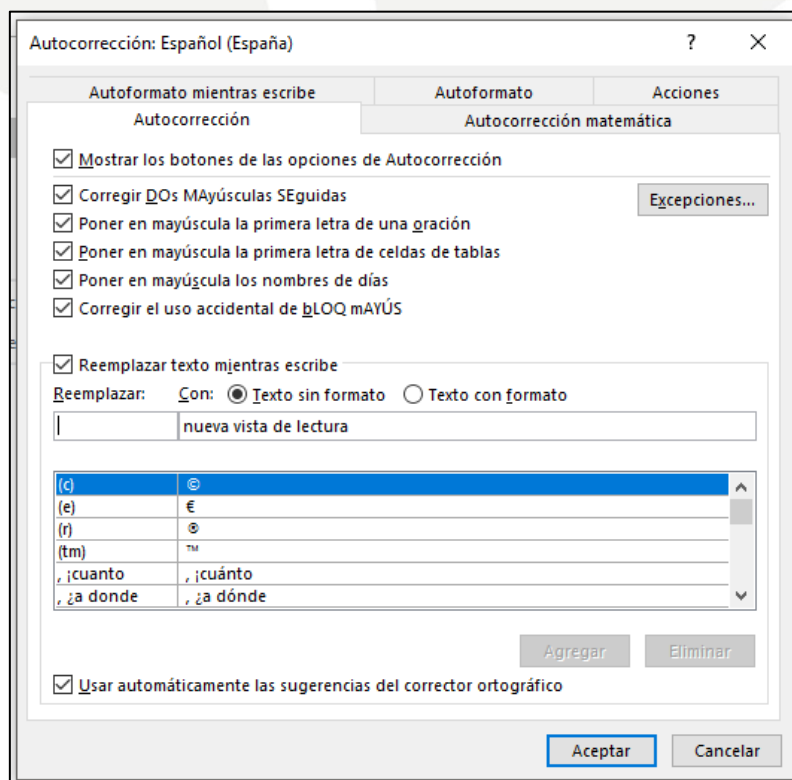 Autocorrección: Español (España) ? ×
Autoformato mientras escribe Autoformato Acciones
Autocorrección Autocorrección matemática
Mostrar los botones de las opciones de Autocorrección
Corregir DOs MAyúsculas SEguidas Excepciones...
Poner en mayúscula la primera letra de una oración
Poner en mayúscula la primera letra de celdas de tablas
Poner en mayúscula los nombres de días
Corregir el uso accidental de bLOQ mAYÚS
Reemplazar texto mientras escribe
Reemplazar: Con: Texto sin formato Texto con formato
nueva vista de lectura
(c) ©
(e) €
(r) ®
(tm) ™
, ¡cuanto , ¡cuánto
, ¿a donde , ¿a dónde
Agregar Eliminar
Usar automáticamente las sugerencias del corrector ortográfico
Aceptar Cancelar